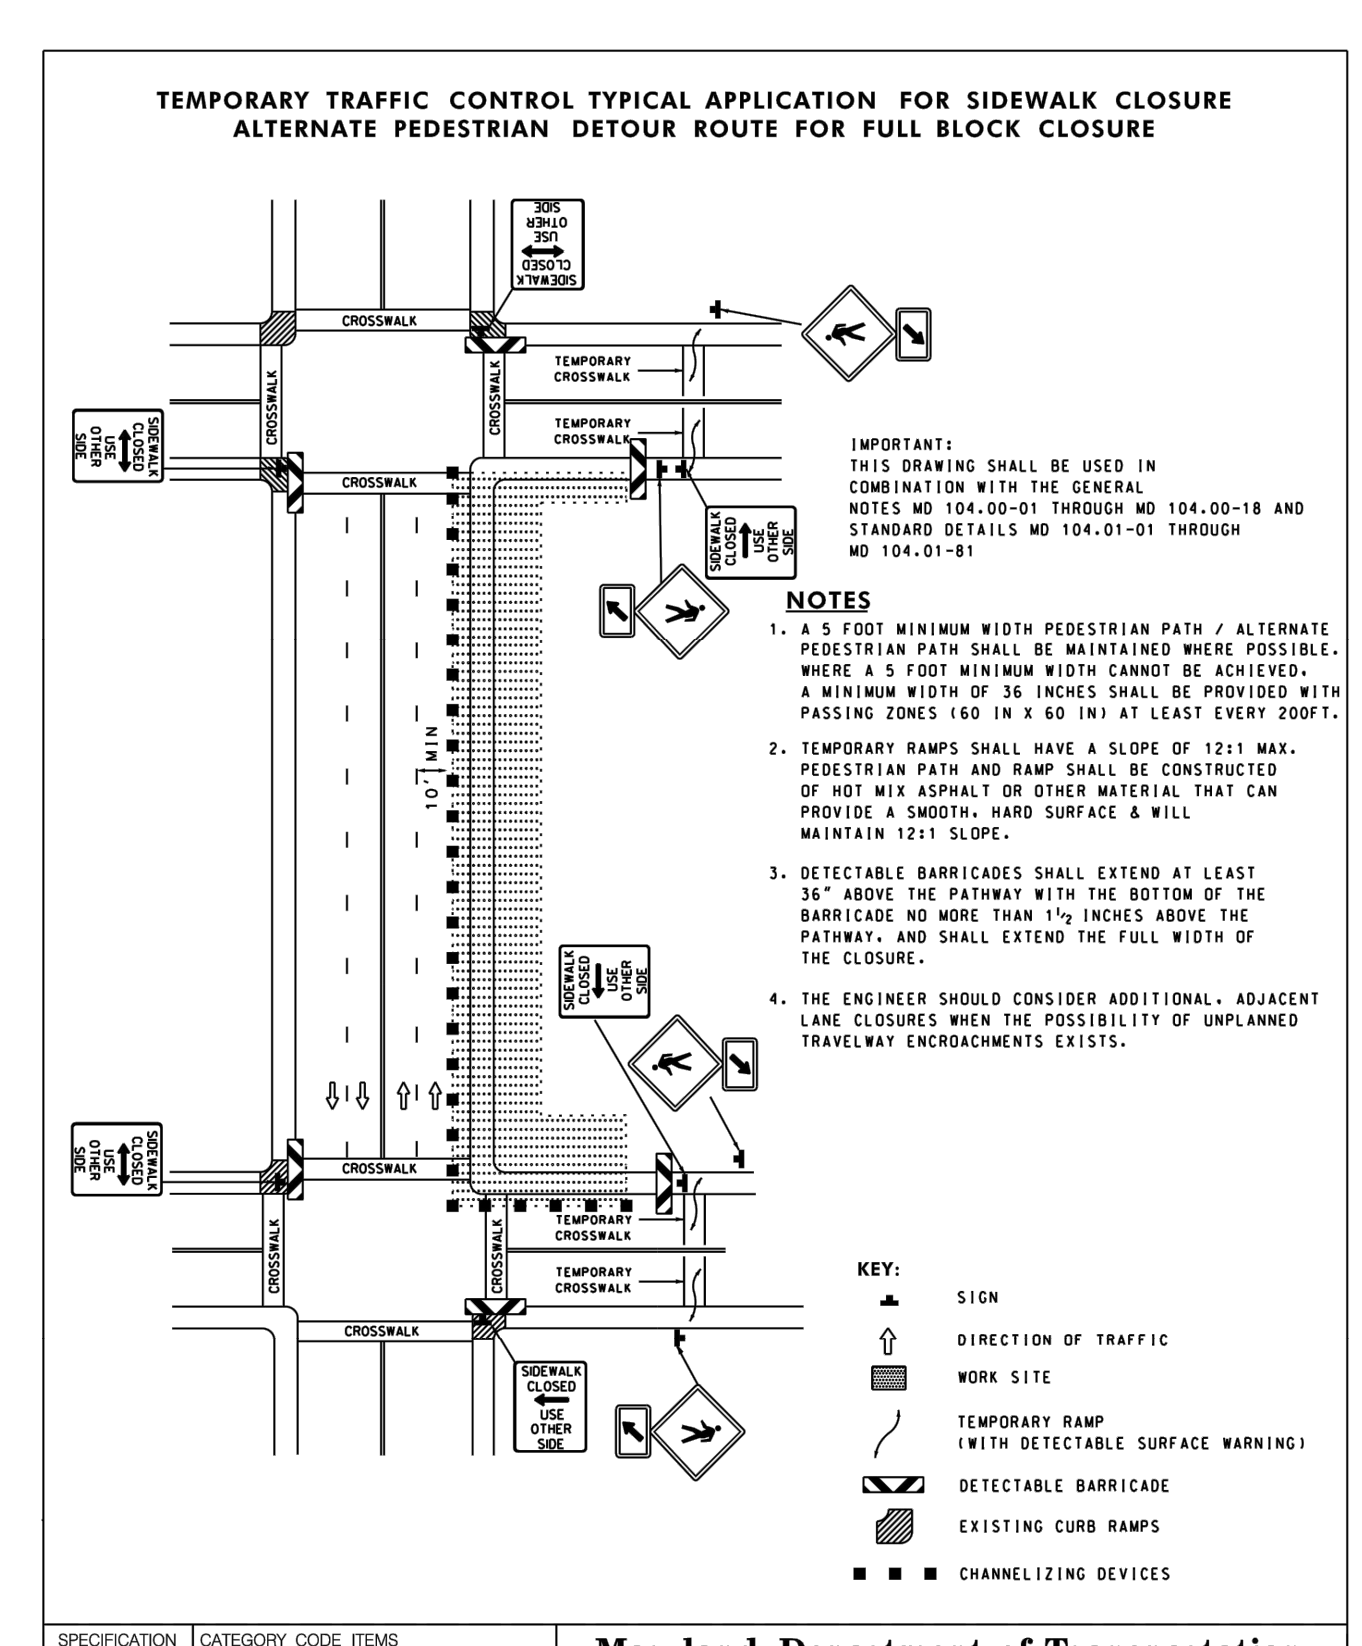 TEMPORARY TRAFFIC CONTROL TYPICAL APPLICATION FOR SIDEWALK CLOSURE
ALTERNATE PEDESTRIAN DETOUR ROUTE FOR FULL BLOCK CLOSURE
SIDEWALK
CLOSED
USE
OTHER
SIDE
CROSSWALK
CROSSWALK
CROSSWALK
TEMPORARY
CROSSWALK
TEMPORARY
CROSSWALK
SIDEWALK
CLOSED
USE
OTHER
SIDE
CROSSWALK
SIDEWALK
CLOSED
USE
OTHER
SIDE
IMPORTANT:
THIS DRAWING SHALL BE USED IN
COMBINATION WITH THE GENERAL
NOTES MD 104.00-01 THROUGH MD 104.00-18 AND
STANDARD DETAILS MD 104.01-01 THROUGH
MD 104.01-81
NOTES
1. A 5 FOOT MINIMUM WIDTH PEDESTRIAN PATH / ALTERNATE
PEDESTRIAN PATH SHALL BE MAINTAINED WHERE POSSIBLE.
WHERE A 5 FOOT MINIMUM WIDTH CANNOT BE ACHIEVED,
A MINIMUM WIDTH OF 36 INCHES SHALL BE PROVIDED WITH
PASSING ZONES (60 IN X 60 IN) AT LEAST EVERY 200FT.
2. TEMPORARY RAMPS SHALL HAVE A SLOPE OF 12:1 MAX.
PEDESTRIAN PATH AND RAMP SHALL BE CONSTRUCTED
OF HOT MIX ASPHALT OR OTHER MATERIAL THAT CAN
PROVIDE A SMOOTH, HARD SURFACE & WILL
MAINTAIN 12:1 SLOPE.
3. DETECTABLE BARRICADES SHALL EXTEND AT LEAST
36" ABOVE THE PATHWAY WITH THE BOTTOM OF THE
BARRICADE NO MORE THAN 1 1/2 INCHES ABOVE THE
PATHWAY, AND SHALL EXTEND THE FULL WIDTH OF
THE CLOSURE.
4. THE ENGINEER SHOULD CONSIDER ADDITIONAL, ADJACENT
LANE CLOSURES WHEN THE POSSIBILITY OF UNPLANNED
TRAVELWAY ENCROACHMENTS EXISTS.
10' MIN
SIDEWALK
CLOSED
USE
OTHER
SIDE
SIDEWALK
CLOSED
USE
OTHER
SIDE
CROSSWALK
CROSSWALK
CROSSWALK
TEMPORARY
CROSSWALK
TEMPORARY
CROSSWALK
CROSSWALK
SIDEWALK
CLOSED
USE
OTHER
SIDE
KEY:
SIGN
DIRECTION OF TRAFFIC
WORK SITE
TEMPORARY RAMP
(WITH DETECTABLE SURFACE WARNING)
DETECTABLE BARRICADE
EXISTING CURB RAMPS
CHANNELIZING DEVICES
SPECIFICATION
CATEGORY CODE ITEMS
Maryland Department of Transportation